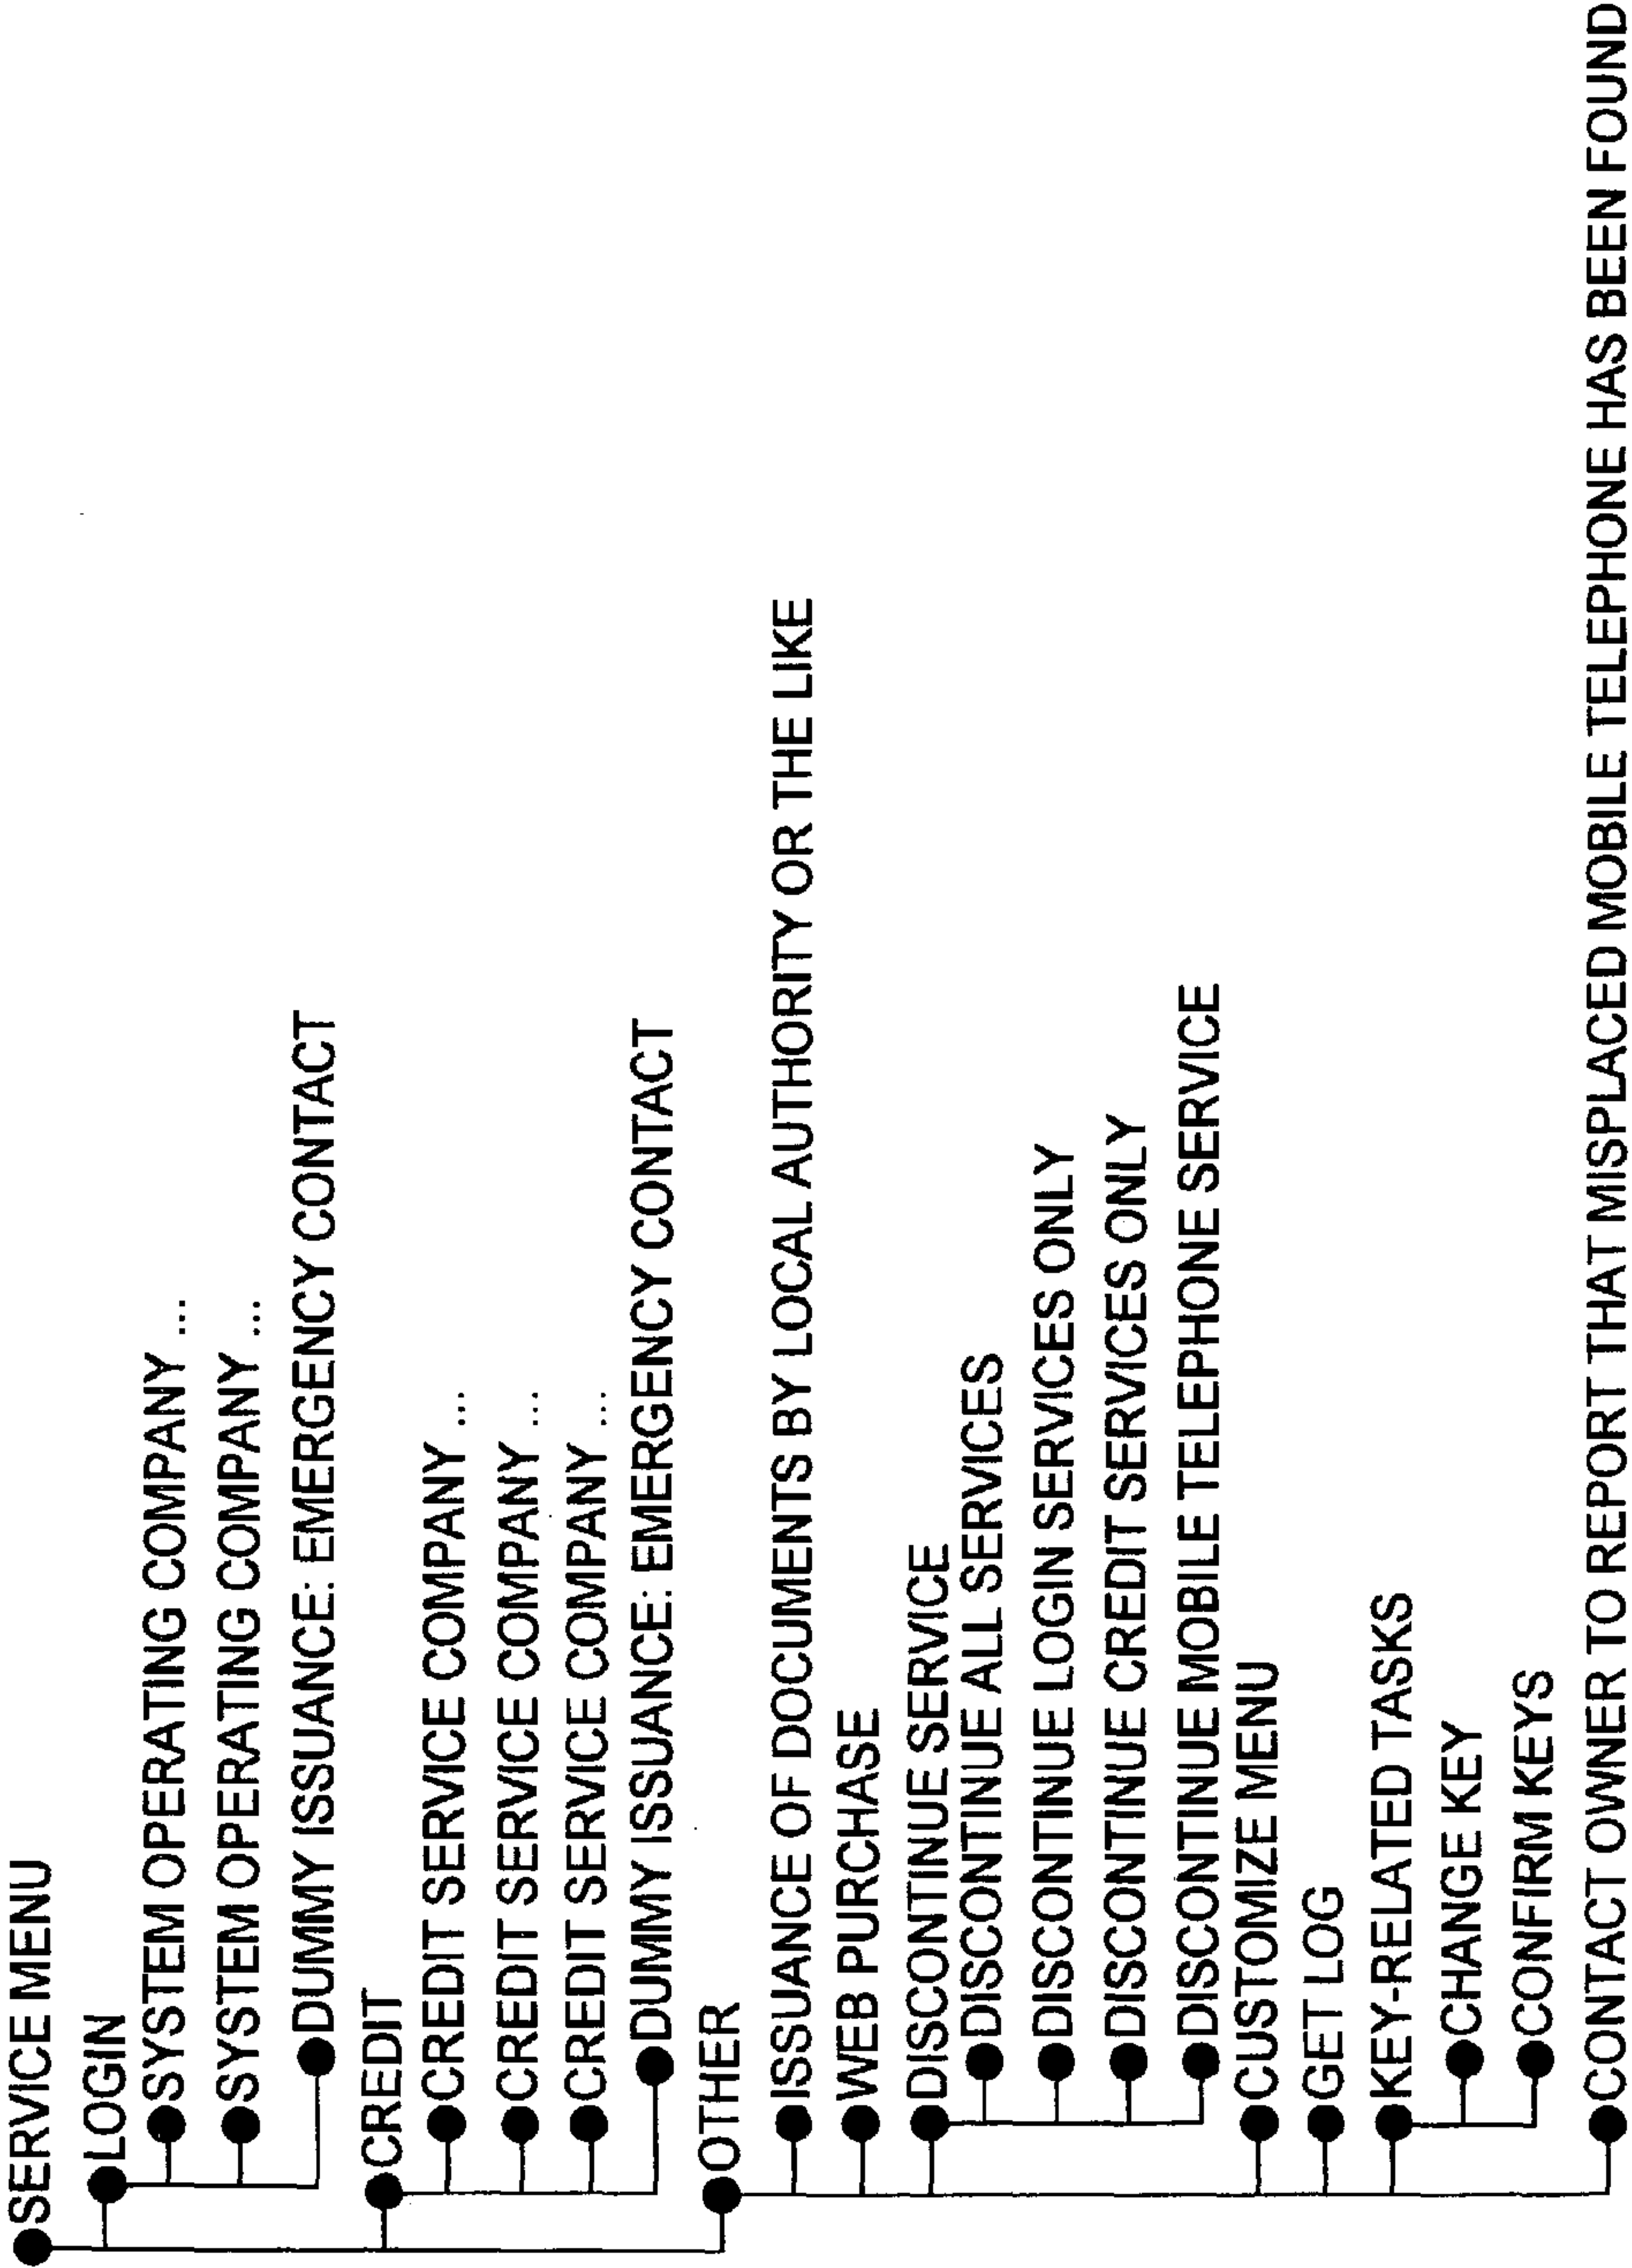 SERVICE MENU
LOGIN
SYSTEM OPERATING COMPANY ...
SYSTEM OPERATING COMPANY ...
DUMMY ISSUANCE: EMERGENCY CONTACT
CREDIT
CREDIT SERVICE COMPANY ...
CREDIT SERVICE COMPANY ...
CREDIT SERVICE COMPANY ...
DUMMY ISSUANCE: EMERGENCY CONTACT
OTHER
ISSUANCE OF DOCUMENTS BY LOCAL AUTHORITY OR THE LIKE
WEB PURCHASE
DISCONTINUE SERVICE
DISCONTINUE ALL SERVICES
DISCONTINUE LOGIN SERVICES ONLY
DISCONTINUE CREDIT SERVICES ONLY
DISCONTINUE MOBILE TELEPHONE SERVICE
CUSTOMIZE MENU
GET LOG
KEY-RELATED TASKS
CHANGE KEY
CONFIRM KEYS
CONTACT OWNER TO REPORT THAT MISPLACED MOBILE TELEPHONE HAS BEEN FOUND